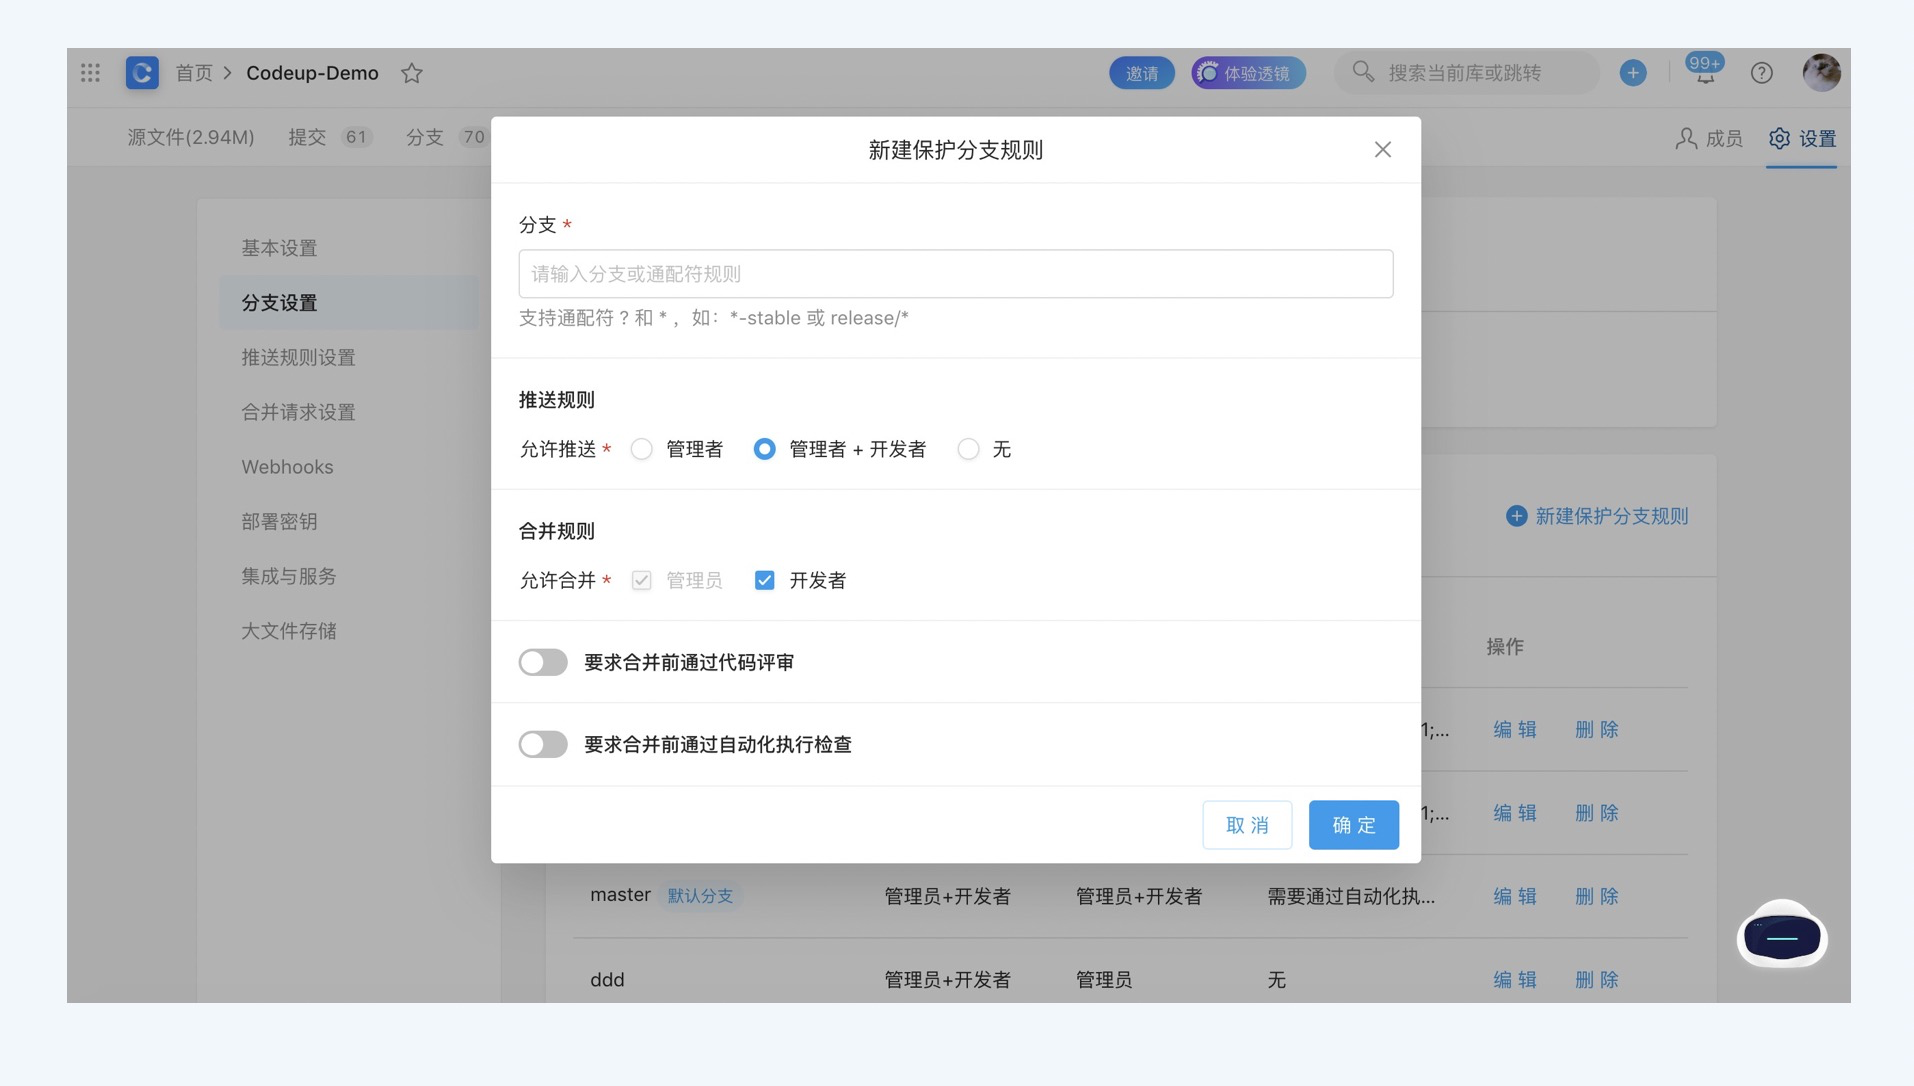 首页 > Codeup-Demo
邀请
体验透镜
搜索当前库或跳转
99+
源文件(2.94M) 提交 61 分支 70
成员 设置
新建保护分支规则
基本设置
分支设置
推送规则设置
合并请求设置
Webhooks
部署密钥
集成与服务
大文件存储
分支 *
请输入分支或通配符规则
支持通配符 ? 和 * ，如：*-stable 或 release/*
推送规则
允许推送 * 管理者 管理者 + 开发者 无
合并规则
允许合并 * 管理员 开发者
要求合并前通过代码评审
要求合并前通过自动化执行检查
取 消 确 定
新建保护分支规则
操作
1;... 编 辑 删 除
1;... 编 辑 删 除
master 默认分支 管理员+开发者 管理员+开发者 需要通过自动化执... 编 辑 删 除
ddd 管理员+开发者 管理员 无 编 辑 删 除